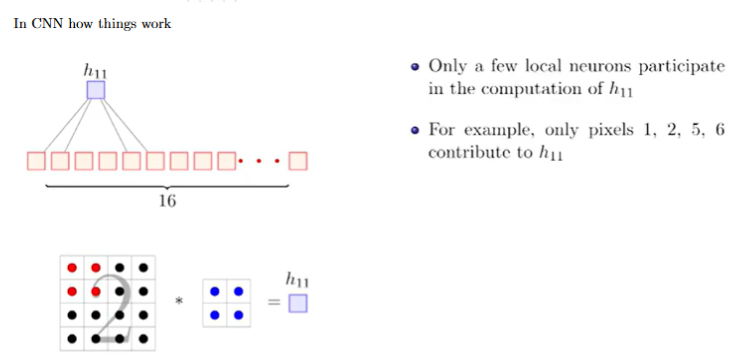 In CNN how things work
h11
16
• Only a few local neurons participate
in the computation of h11
• For example, only pixels 1, 2, 5, 6
contribute to h11
2
*
=
h11